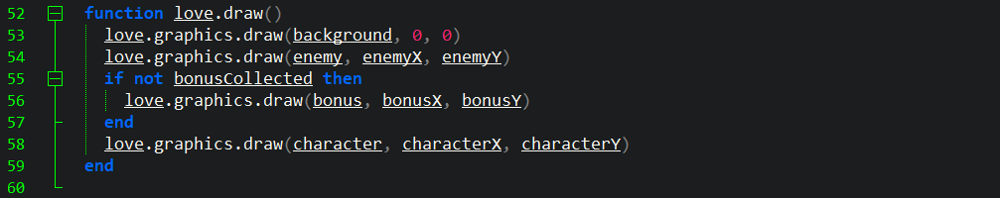 52 function love.draw()
53 love.graphics.draw(background, 0, 0)
54 love.graphics.draw(enemy, enemyX, enemyY)
55 if not bonusCollected then
56 love.graphics.draw(bonus, bonusX, bonusY)
57 end
58 love.graphics.draw(character, characterX, characterY)
59 end
60